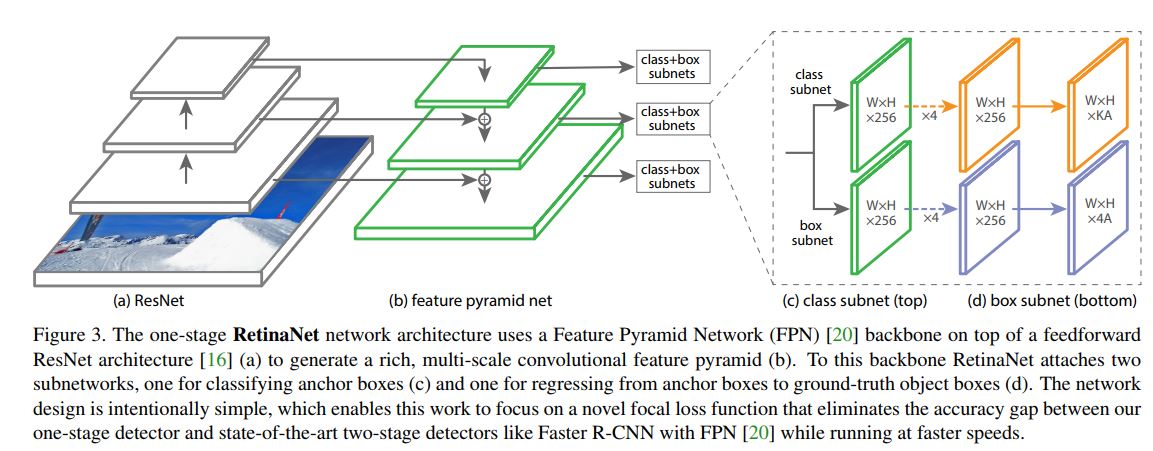 class+box
subnets
class+box
subnets
class+box
subnets
class
subnet
W×H
×256
×4
W×H
×256
W×H
×KA
box
subnet
W×H
×256
×4
W×H
×256
W×H
×4A
(a) ResNet
(b) feature pyramid net
(c) class subnet (top)
(d) box subnet (bottom)
Figure 3. The one-stage RetinaNet network architecture uses a Feature Pyramid Network (FPN) [20] backbone on top of a feedforward
ResNet architecture [16] (a) to generate a rich, multi-scale convolutional feature pyramid (b). To this backbone RetinaNet attaches two
subnetworks, one for classifying anchor boxes (c) and one for regressing from anchor boxes to ground-truth object boxes (d). The network
design is intentionally simple, which enables this work to focus on a novel focal loss function that eliminates the accuracy gap between our
one-stage detector and state-of-the-art two-stage detectors like Faster R-CNN with FPN [20] while running at faster speeds.